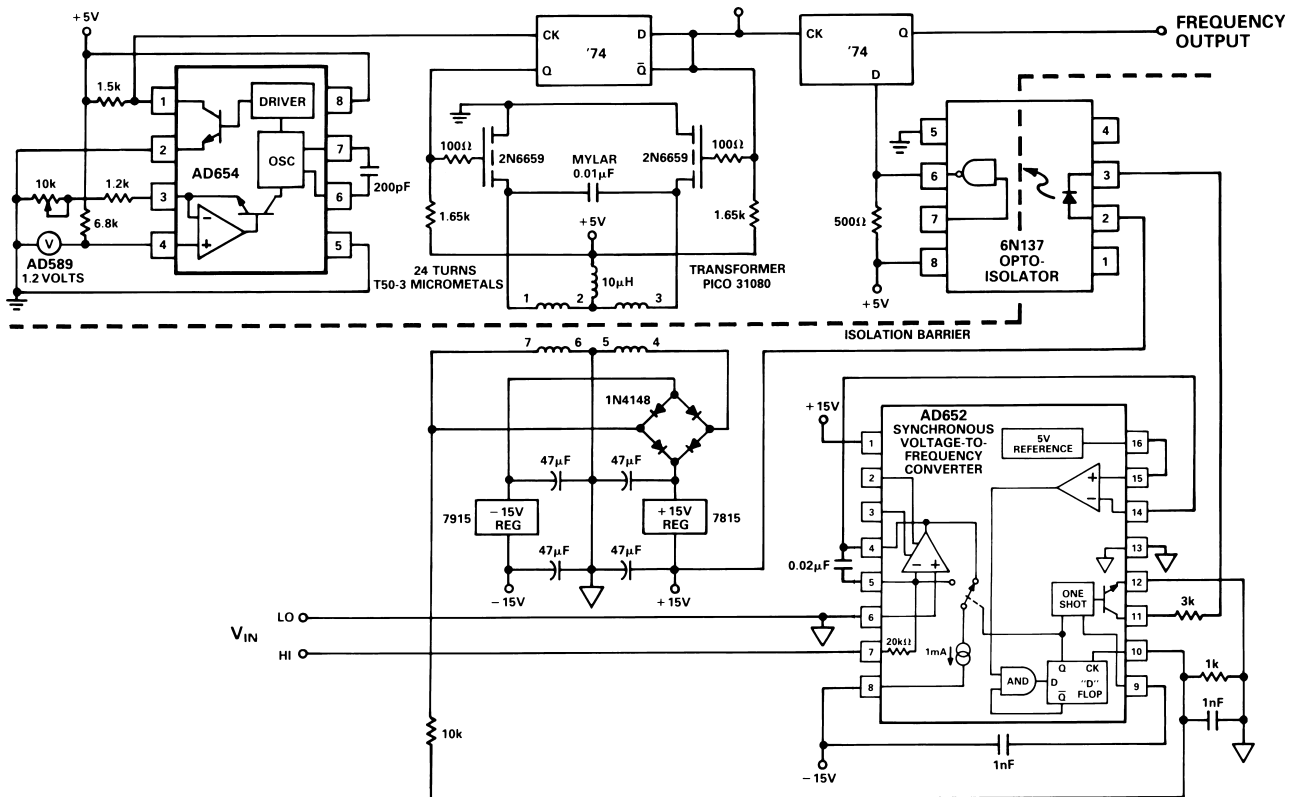 +5V
CK
D
'74
Q
Q̅
CK
Q
'74
D
FREQUENCY
OUTPUT
1.5k
1
DRIVER
8
2
OSC
7
AD654
200pF
10k
1.2k
3
6
6.8k
V
4
5
AD589
1.2 VOLTS
100Ω
2N6659
MYLAR
0.01µF
2N6659
100Ω
1.65k
+5V
1.65k
24 TURNS
T50-3 MICROMETALS
10µH
TRANSFORMER
PICO 31080
1
2
3
500Ω
+5V
5
4
6
3
7
2
8
1
6N137
OPTO-
ISOLATOR
ISOLATION BARRIER
7
6
5
4
1N4148
47µF
47µF
7915
–15V
REG
+15V
REG
7815
47µF
47µF
–15V
+15V
LO
VIN
HI
10k
+15V
AD652
SYNCHRONOUS
VOLTAGE-TO-
FREQUENCY
CONVERTER
5V
REFERENCE
1
16
2
15
3
14
4
13
0.02µF
5
12
ONE
SHOT
6
11
3k
20kΩ
1mA
7
10
8
9
AND
Q
CK
D
"D"
FLOP
Q̅
1k
1nF
1nF
–15V